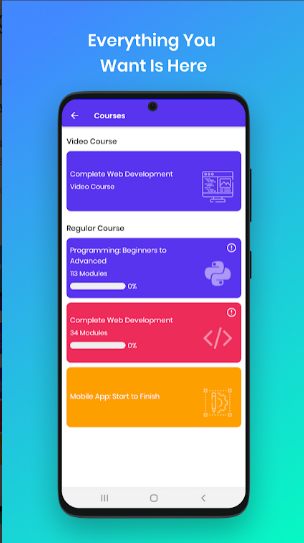 Everything You
Want Is Here
Courses
Video Course
Complete Web Development
Video Course
Regular Course
Programming: Beginners to
Advanced
113 Modules
0%
Complete Web Development
34 Modules
0%
Mobile App: Start to Finish